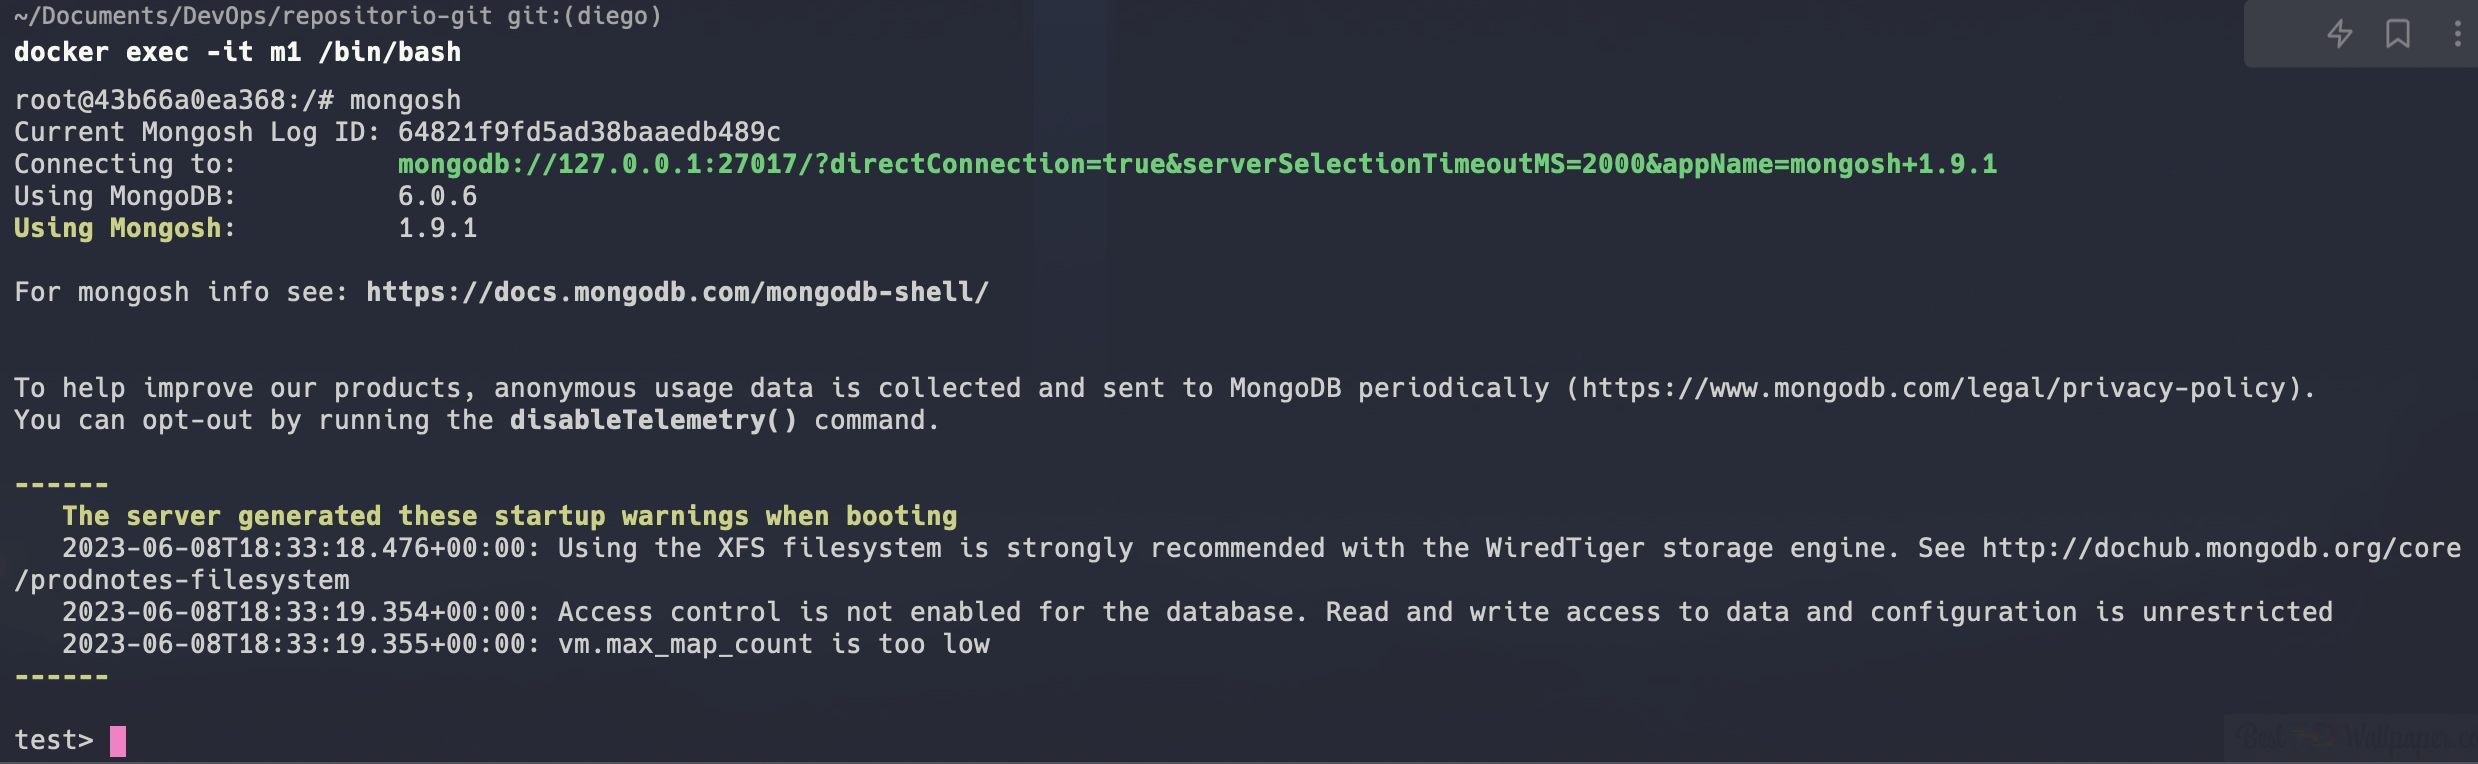 ~/Documents/DevOps/repositorio-git git:(diego)
docker exec -it m1 /bin/bash
root@43b66a0ea368:/# mongosh
Current Mongosh Log ID: 64821f9fd5ad38baaedb489c
Connecting to:          mongodb://127.0.0.1:27017/?directConnection=true&serverSelectionTimeoutMS=2000&appName=mongosh+1.9.1
Using MongoDB:          6.0.6
Using Mongosh:          1.9.1
For mongosh info see: https://docs.mongodb.com/mongodb-shell/
To help improve our products, anonymous usage data is collected and sent to MongoDB periodically (https://www.mongodb.com/legal/privacy-policy).
You can opt-out by running the disableTelemetry() command.
------
   The server generated these startup warnings when booting
   2023-06-08T18:33:18.476+00:00: Using the XFS filesystem is strongly recommended with the WiredTiger storage engine. See http://dochub.mongodb.org/core
/prodnotes-filesystem
   2023-06-08T18:33:19.354+00:00: Access control is not enabled for the database. Read and write access to data and configuration is unrestricted
   2023-06-08T18:33:19.355+00:00: vm.max_map_count is too low
------
test>